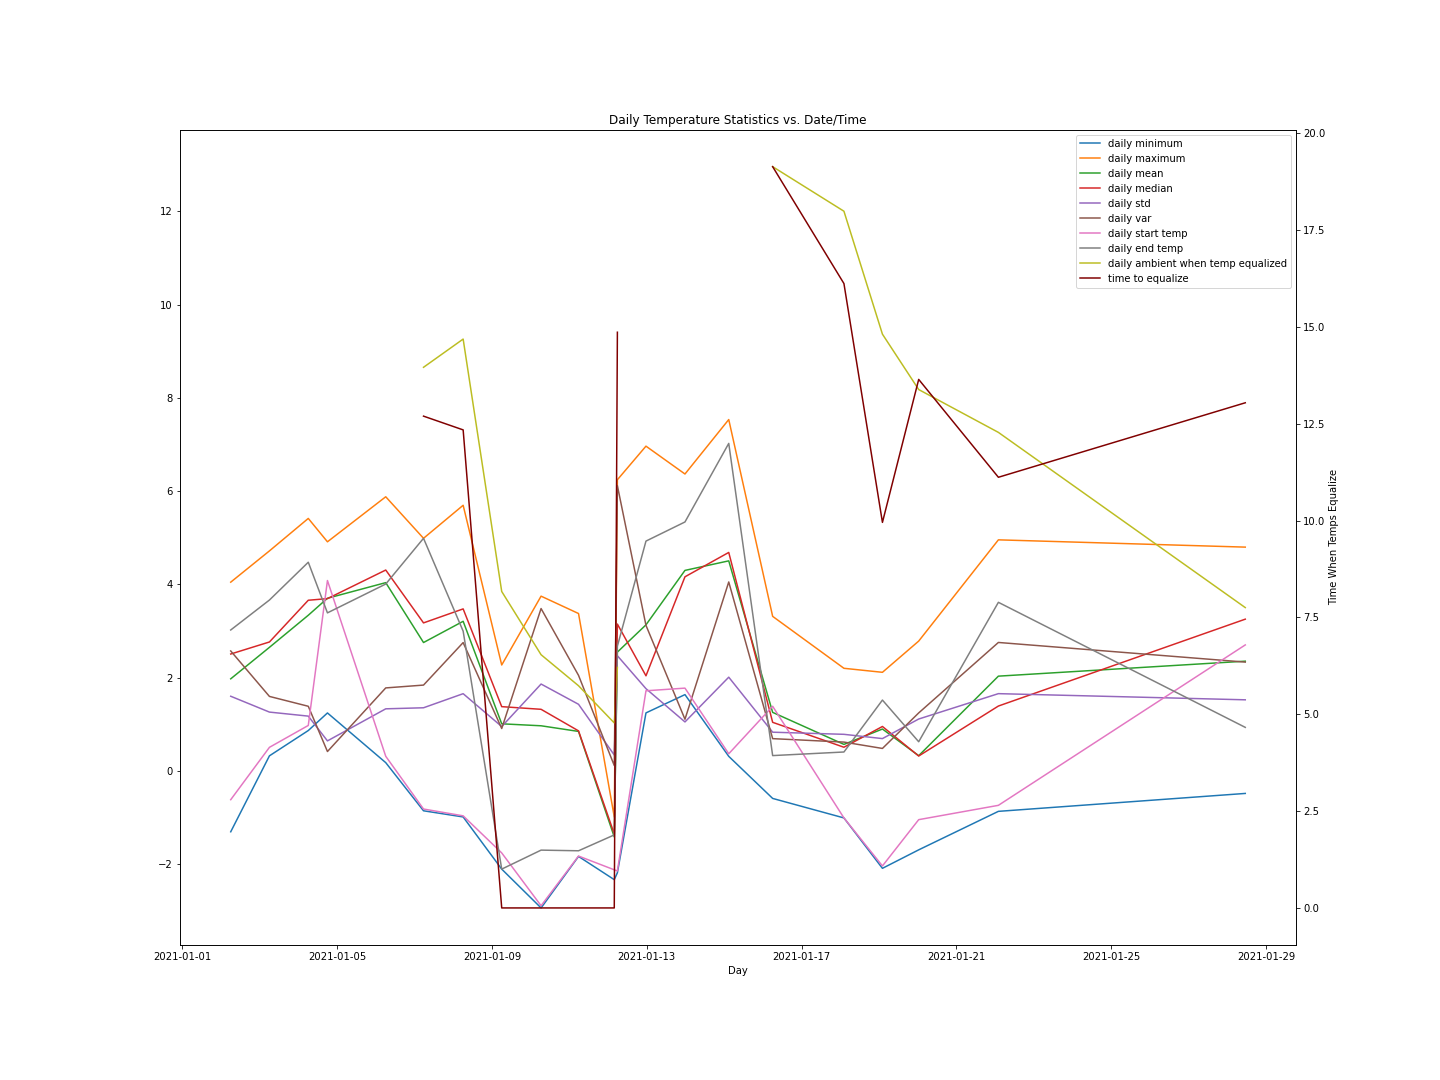 Daily Temperature Statistics vs. Date/Time
daily minimum
daily maximum
daily mean
daily median
daily std
daily var
daily start temp
daily end temp
daily ambient when temp equalized
time to equalize
12
10
8
6
4
2
0
−2
20.0
17.5
15.0
12.5
10.0
7.5
5.0
2.5
0.0
Time When Temps Equalize
2021-01-01 2021-01-05 2021-01-09 2021-01-13 2021-01-17 2021-01-21 2021-01-25 2021-01-29
Day